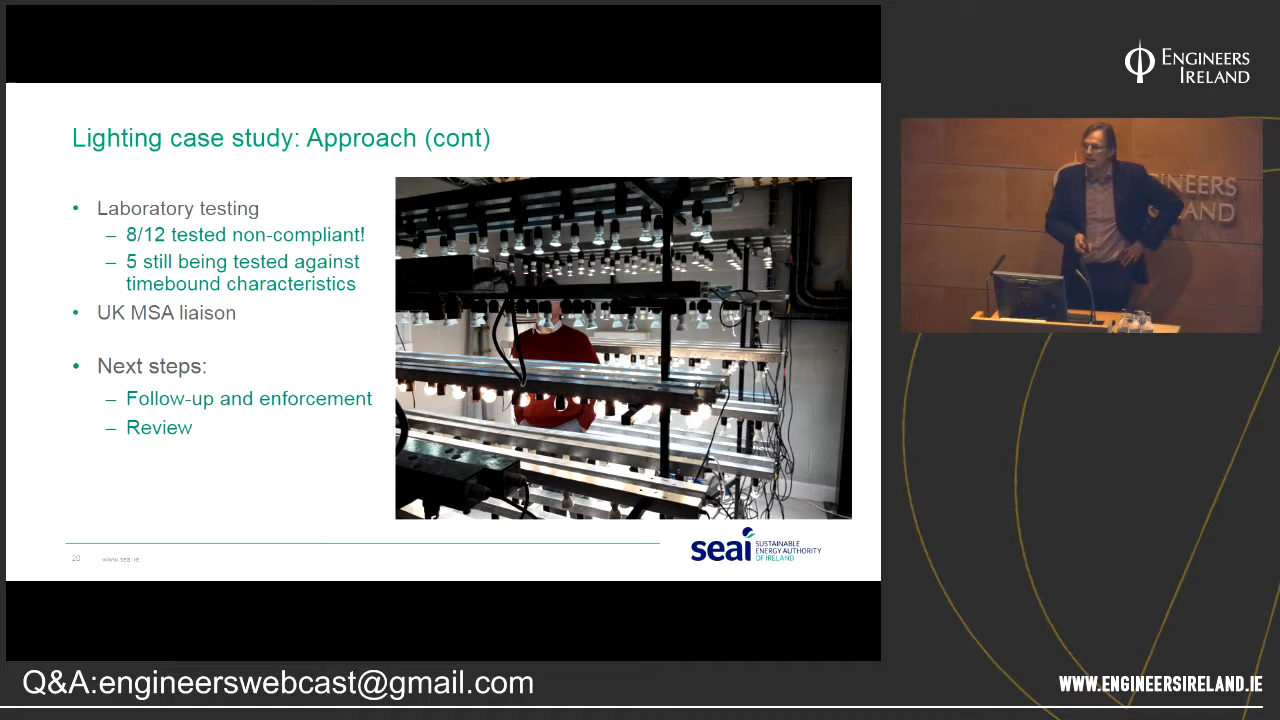 Lighting case study: Approach (cont)
• Laboratory testing
– 8/12 tested non-compliant!
– 5 still being tested against
timebound characteristics
• UK MSA liaison
• Next steps:
– Follow-up and enforcement
– Review
20 www.seai.ie
seai SUSTAINABLE
ENERGY AUTHORITY
OF IRELAND
ENGINEERS
IRELAND
GINEERS
LAND
Q&A:engineerswebcast@gmail.com
WWW.ENGINEERSIRELAND.IE